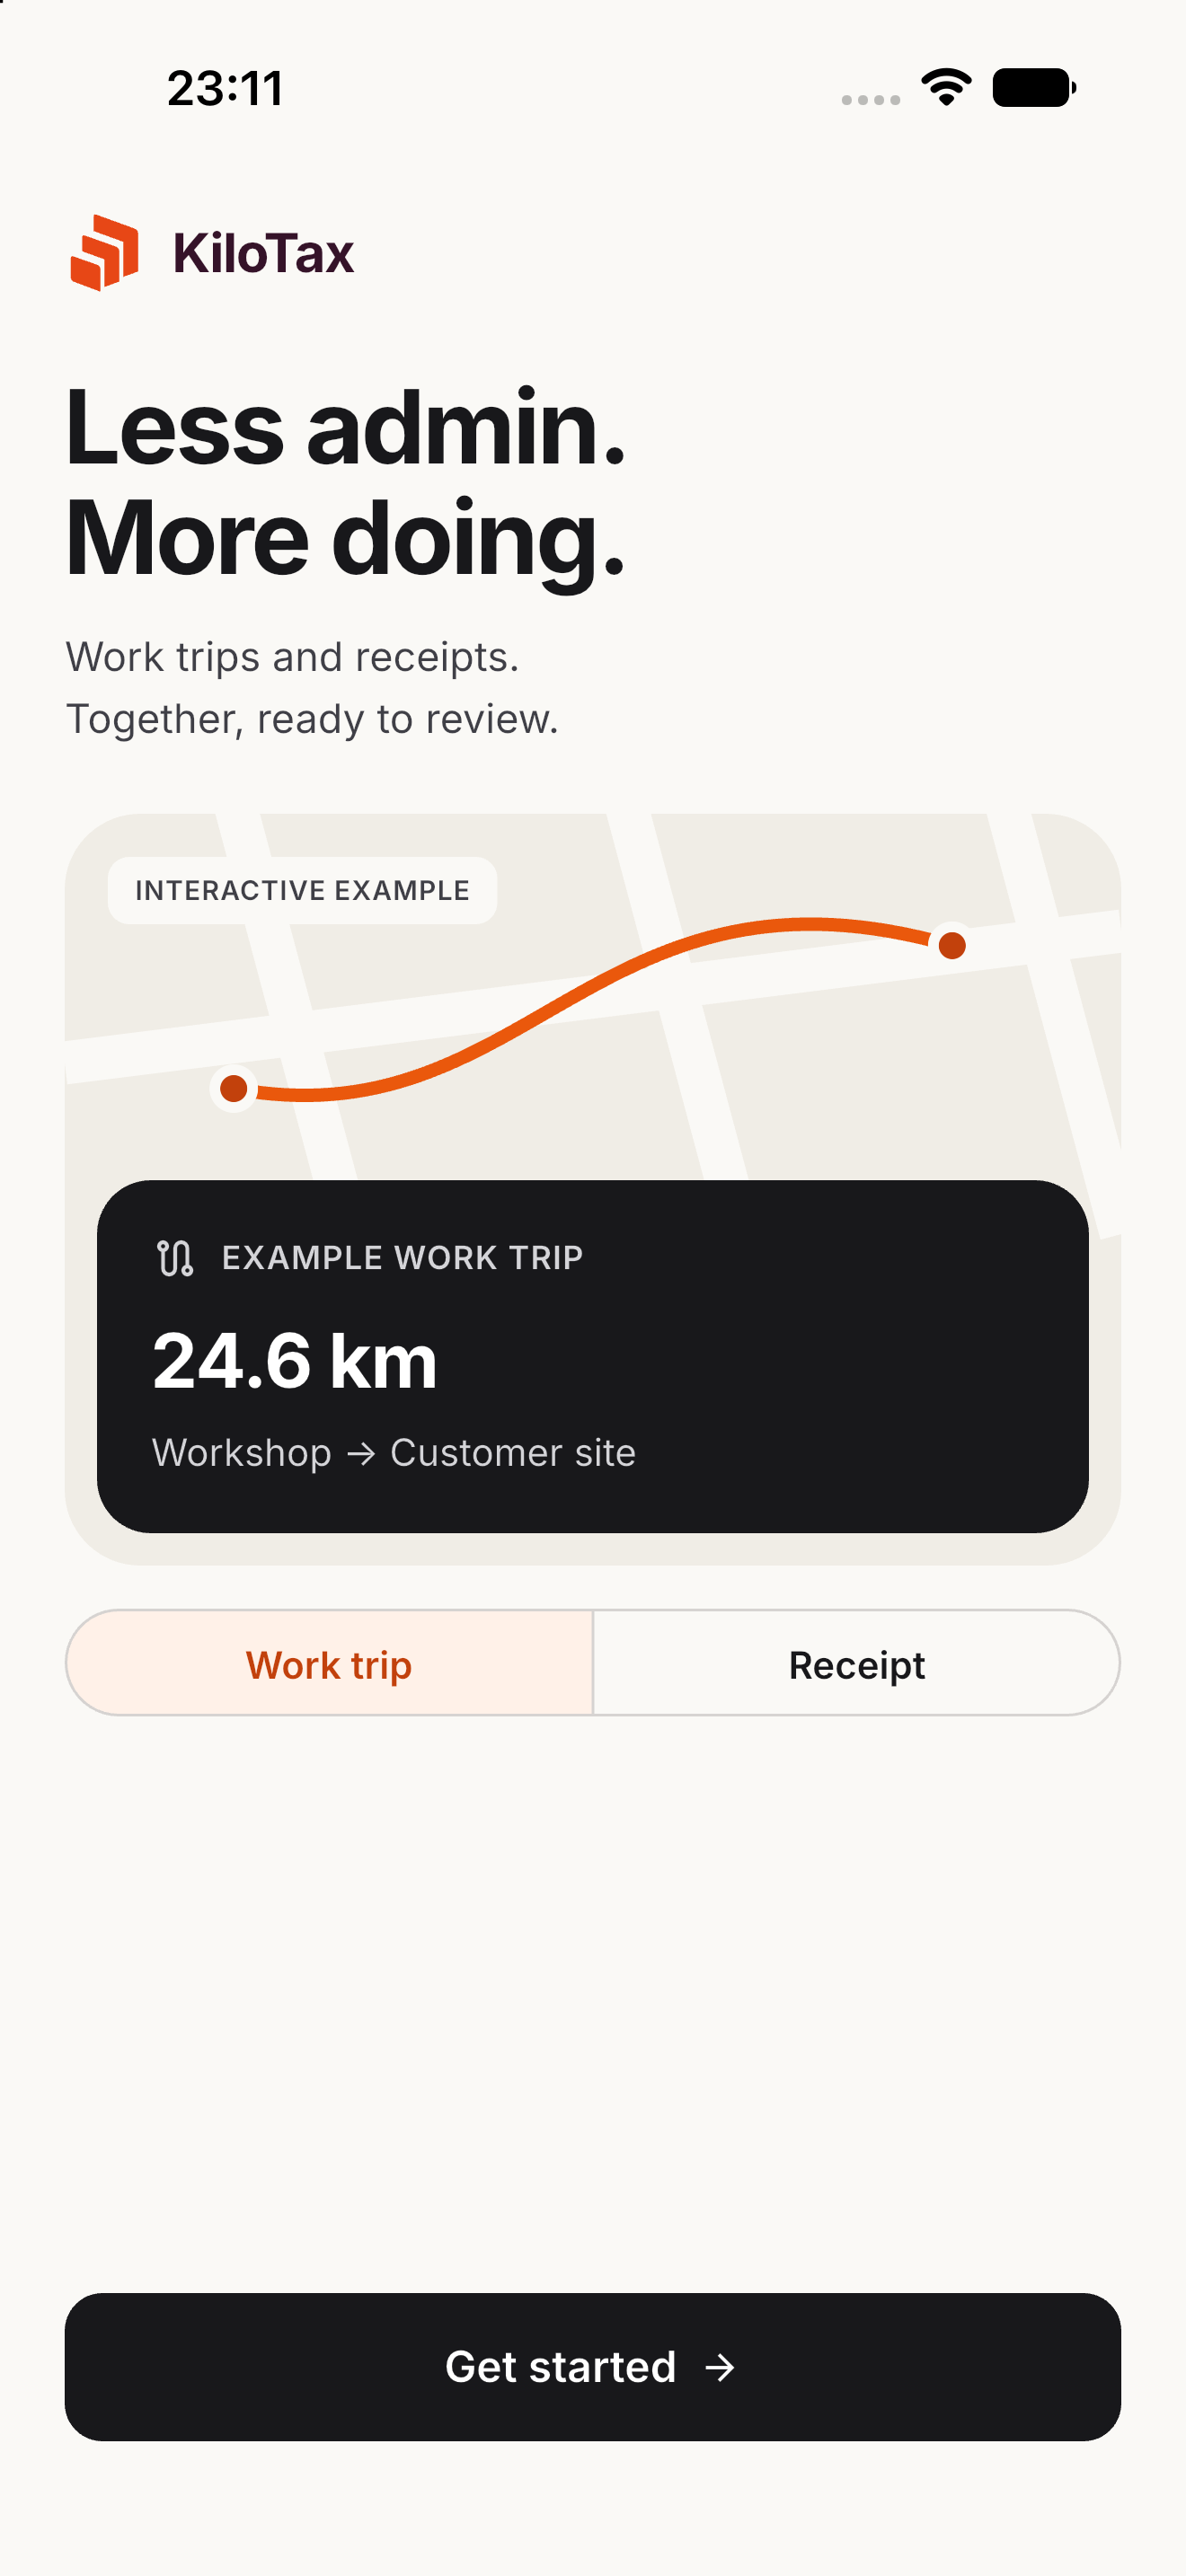 23:11
KiloTax
Less admin.
More doing.
Work trips and receipts.
Together, ready to review.
INTERACTIVE EXAMPLE
EXAMPLE WORK TRIP
24.6 km
Workshop → Customer site
Work trip
Receipt
Get started →